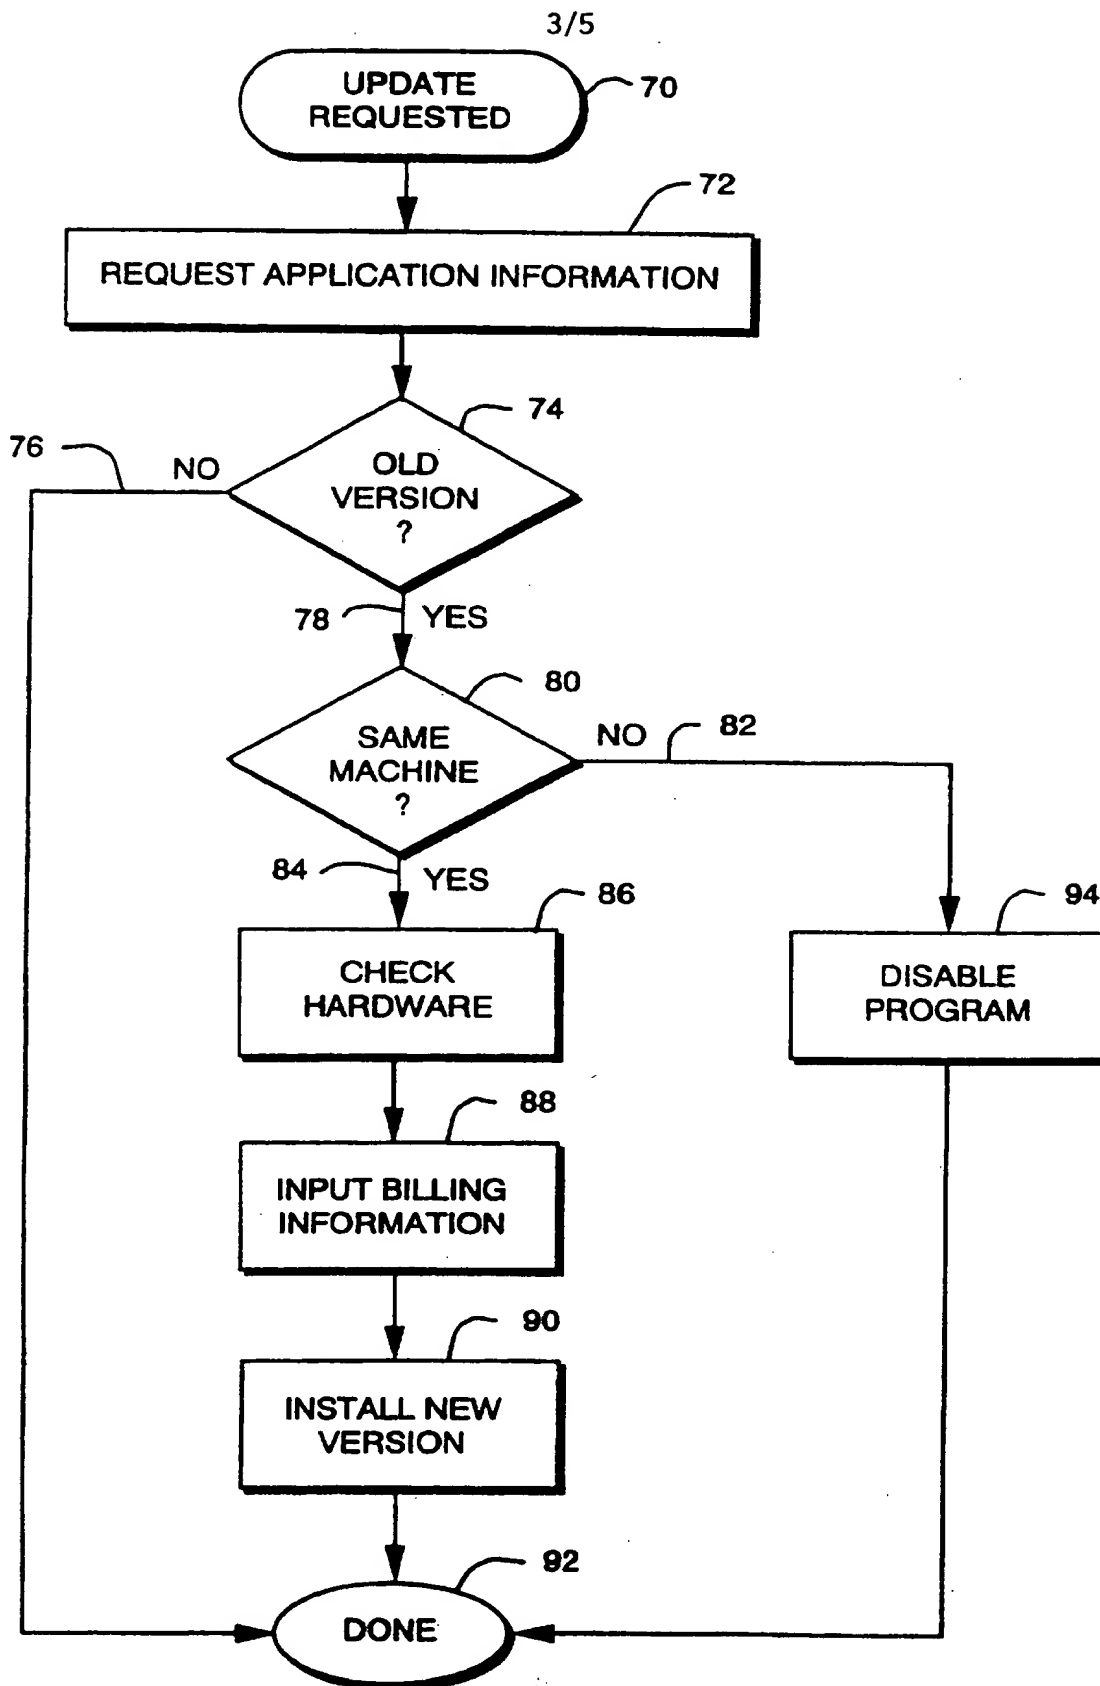 3/5
UPDATE
REQUESTED
70
72
REQUEST APPLICATION INFORMATION
74
76
NO
OLD
VERSION
?
78
YES
80
SAME
MACHINE
?
NO
82
84
YES
86
94
CHECK
HARDWARE
DISABLE
PROGRAM
88
INPUT BILLING
INFORMATION
90
INSTALL NEW
VERSION
92
DONE